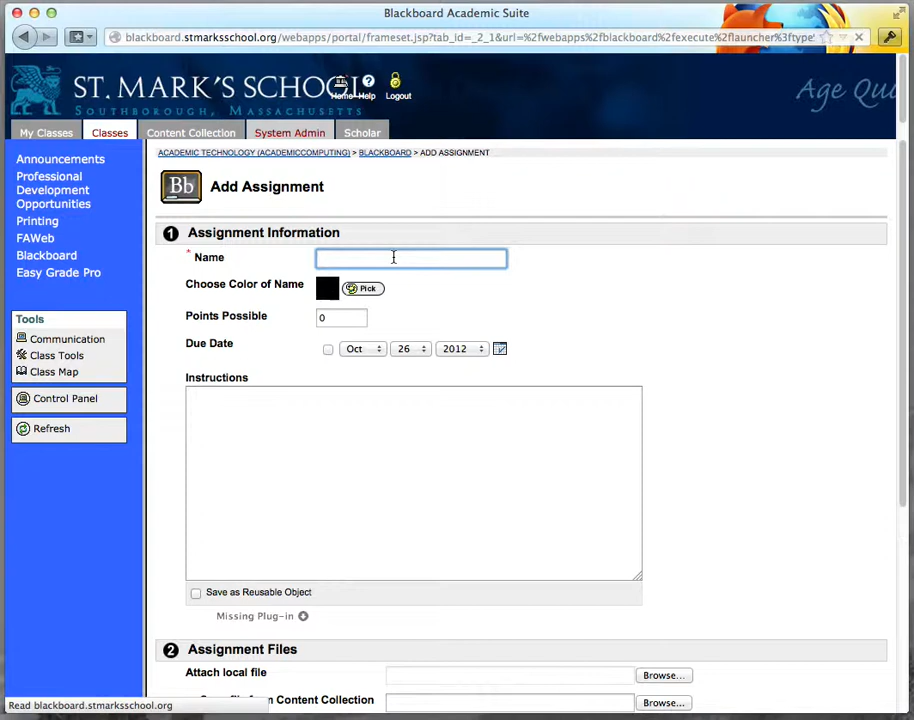 Blackboard Academic Suite
blackboard.stmarksschool.org/webapps/portal/frameset.jsp?tab_id=_2_1&url=%2fwebapps%2fblackboard%2fexecute%2flauncher%3ftype
ST. MARK'S SCHOOL
SOUTHBOROUGH, MASSACHUSETTS
Home Help Logout
Age Quo
My Classes Classes Content Collection System Admin Scholar
Announcements
Professional
Development
Opportunities
Printing
FAWeb
Blackboard
Easy Grade Pro
Tools
Communication
Class Tools
Class Map
Control Panel
Refresh
ACADEMIC TECHNOLOGY (ACADEMICCOMPUTING) > BLACKBOARD > ADD ASSIGNMENT
Bb Add Assignment
1 Assignment Information
* Name
Choose Color of Name Pick
Points Possible 0
Due Date Oct 26 2012
Instructions
Save as Reusable Object
Missing Plug-in
2 Assignment Files
Attach local file Browse...
from Content Collection Browse...
Read blackboard.stmarksschool.org